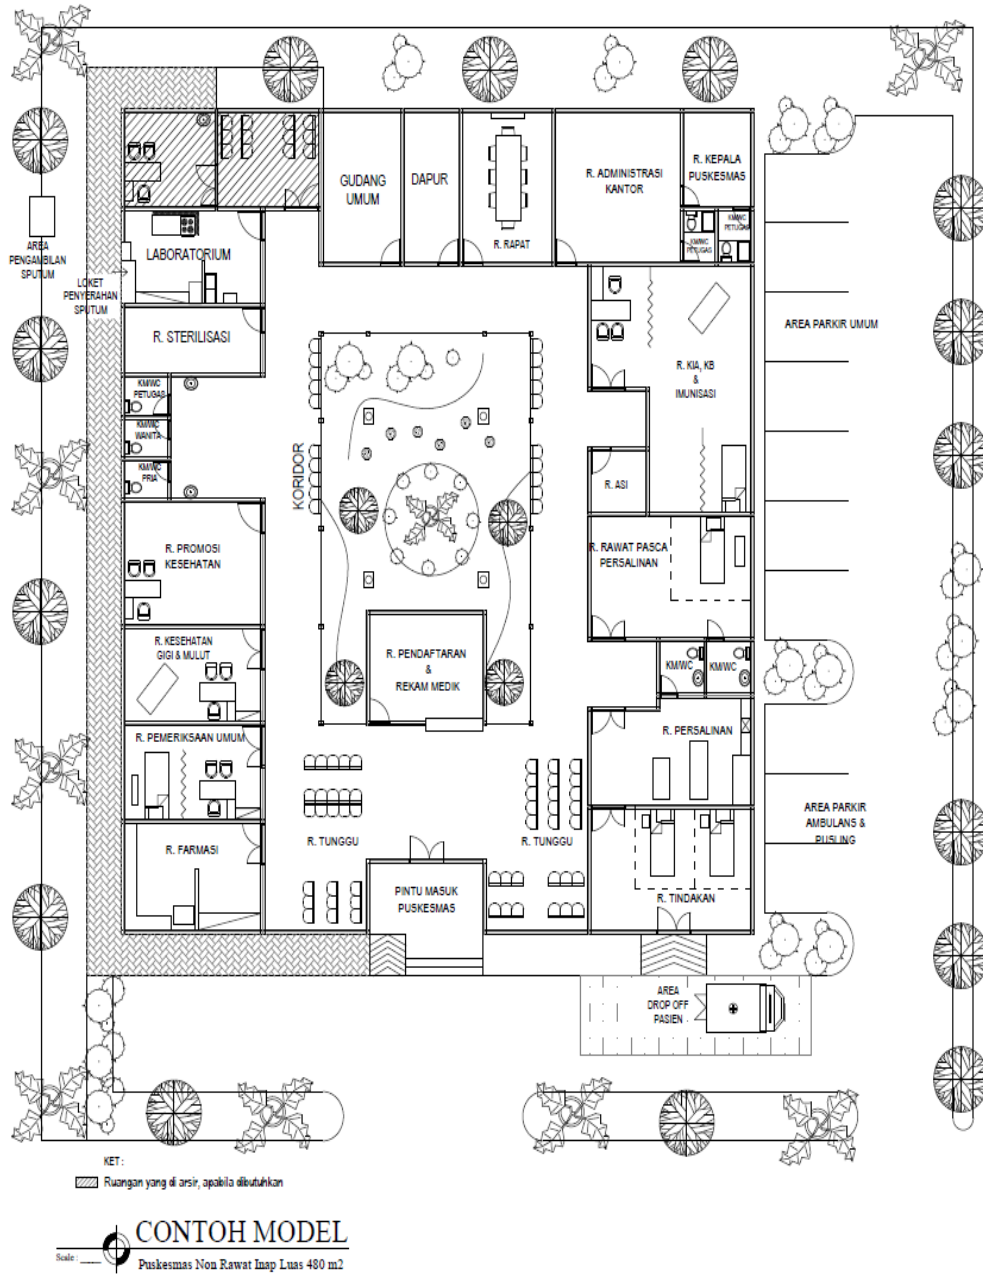 GUDANG
UMUM
DAPUR
R. RAPAT
R. ADMINISTRASI
KANTOR
R. KEPALA
PUSKESMAS
KM/WC
PETUGAS
KM/WC
PETUGAS
AREA
PENGAMBILAN
SPUTUM
LABORATORIUM
LOKET
PENYERAHAN
SPUTUM
R. STERILISASI
KM/WC
PETUGAS
KM/WC
WANITA
KM/WC
PRIA
KORIDOR
R. KIA, KB
&
IMUNISASI
AREA PARKIR UMUM
R. ASI
R. PROMOSI
KESEHATAN
R. RAWAT PASCA
PERSALINAN
R. KESEHATAN
GIGI & MULUT
R. PENDAFTARAN
&
REKAM MEDIK
KM/WC
KM/WC
R. PEMERIKSAAN UMUM
R. PERSALINAN
R. FARMASI
R. TUNGGU
R. TUNGGU
AREA PARKIR
AMBULANS &
PUSLING
PINTU MASUK
PUSKESMAS
R. TINDAKAN
AREA
DROP OFF
PASIEN
KET :
Ruangan yang di arsir, apabila dibutuhkan
CONTOH MODEL
Scale :
Puskesmas Non Rawat Inap Luas 480 m2